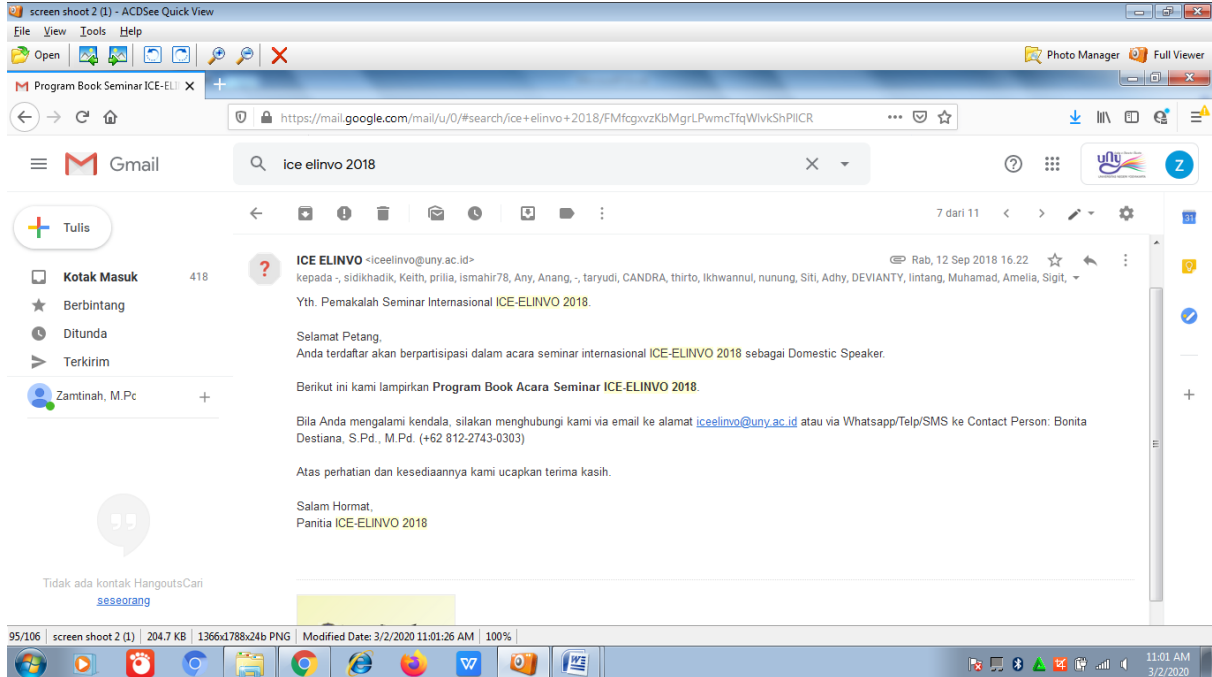 screen shoot 2 (1) - ACDSee Quick View
File View Tools Help
Open
Photo Manager Full Viewer
Program Book Seminar ICE-ELI
https://mail.google.com/mail/u/0/#search/ice+elinvo+2018/FMfcgxvzKbMgrLPwmcTfqWlvkShPllCR
Gmail
ice elinvo 2018
uny
Z
Tulis
7 dari 11
31
Kotak Masuk 418
Berbintang
Ditunda
Terkirim
Zamtinah, M.Pc
ICE ELINVO <iceelinvo@uny.ac.id>
Rab, 12 Sep 2018 16.22
kepada -, sidikhadik, Keith, prilia, ismahir78, Any, Anang, -, taryudi, CANDRA, thirto, Ikhwannul, nunung, Siti, Adhy, DEVIANTY, lintang, Muhamad, Amelia, Sigit,
Yth. Pemakalah Seminar Internasional ICE-ELINVO 2018.
Selamat Petang,
Anda terdaftar akan berpartisipasi dalam acara seminar internasional ICE-ELINVO 2018 sebagai Domestic Speaker.
Berikut ini kami lampirkan Program Book Acara Seminar ICE-ELINVO 2018.
Bila Anda mengalami kendala, silakan menghubungi kami via email ke alamat iceelinvo@uny.ac.id atau via Whatsapp/Telp/SMS ke Contact Person: Bonita
Destiana, S.Pd., M.Pd. (+62 812-2743-0303)
Atas perhatian dan kesediaannya kami ucapkan terima kasih.
Salam Hormat,
Panitia ICE-ELINVO 2018
Tidak ada kontak HangoutsCari
seseorang
95/106 screen shoot 2 (1) 204.7 KB 1366x1788x24b PNG Modified Date: 3/2/2020 11:01:26 AM 100%
11:01 AM
3/2/2020